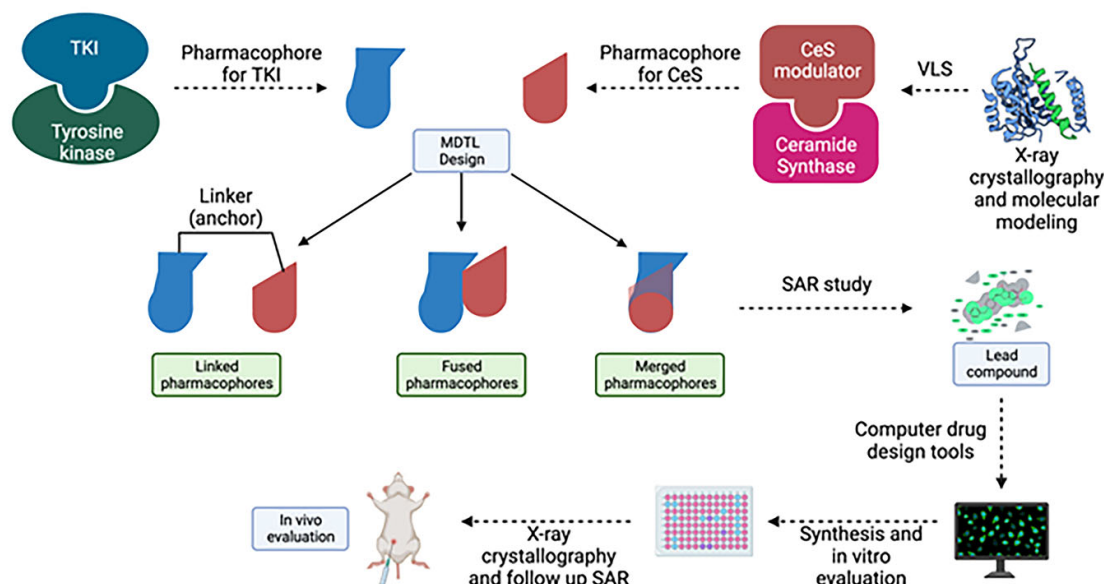 TKI
Tyrosine
kinase
Pharmacophore
for TKI
Pharmacophore
for CeS
CeS
modulator
Ceramide
Synthase
VLS
X-ray
crystallography
and molecular
modeling
MDTL
Design
Linker
(anchor)
Linked
pharmacophores
Fused
pharmacophores
Merged
pharmacophores
SAR study
Lead
compound
Computer drug
design tools
Synthesis and
in vitro
evaluation
X-ray
crystallography
and follow up SAR
In vivo
evaluation